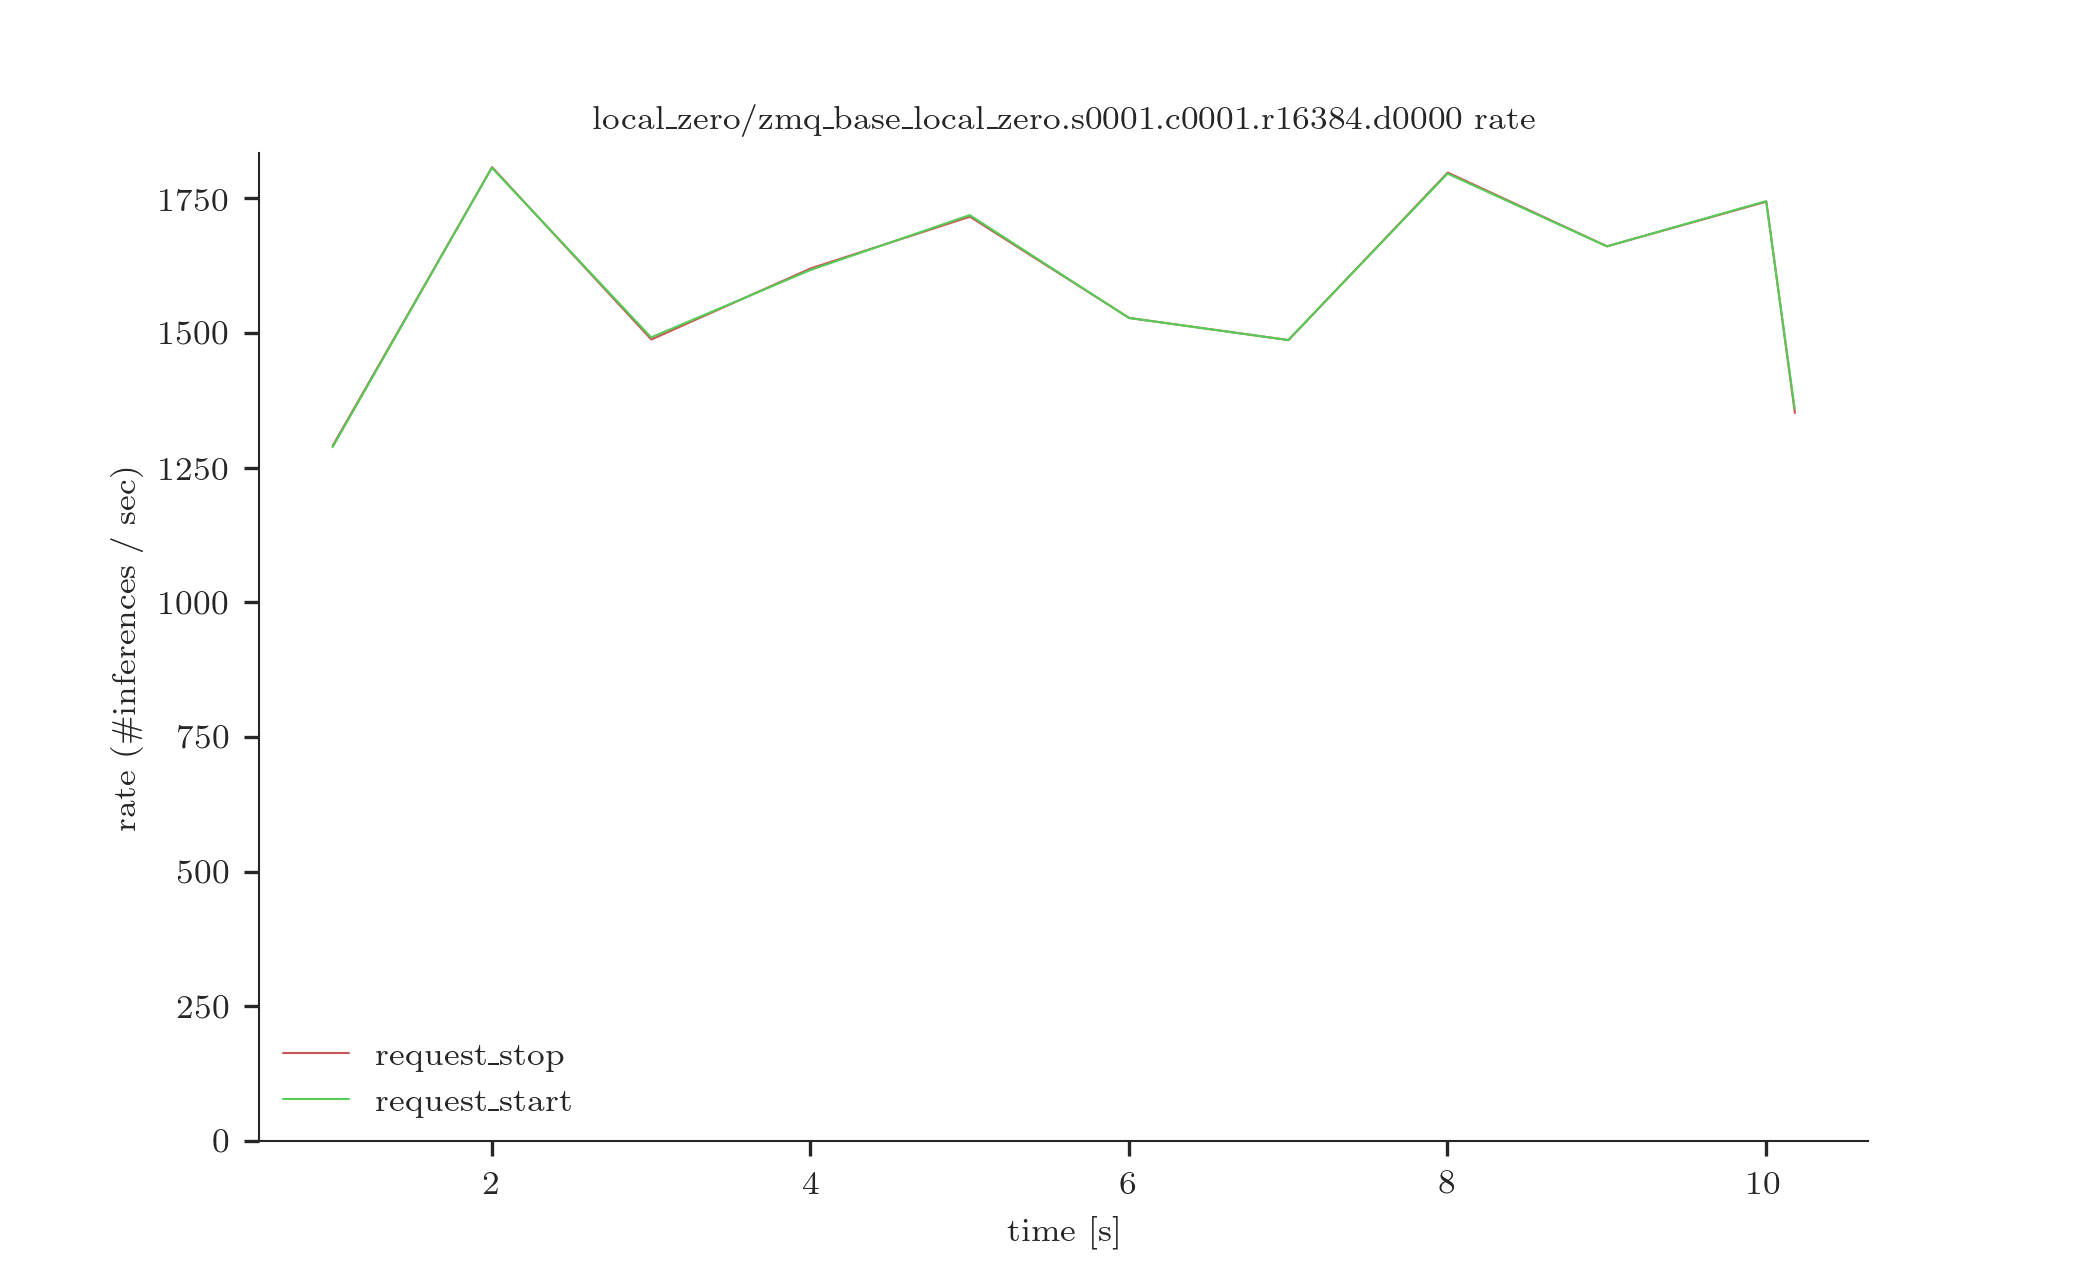 local_zero/zmq_base_local_zero.s0001.c0001.r16384.d0000 rate
1750
1500
1250
1000
750
500
250
0
rate (#inferences / sec)
request_stop
request_start
2
4
6
8
10
time [s]